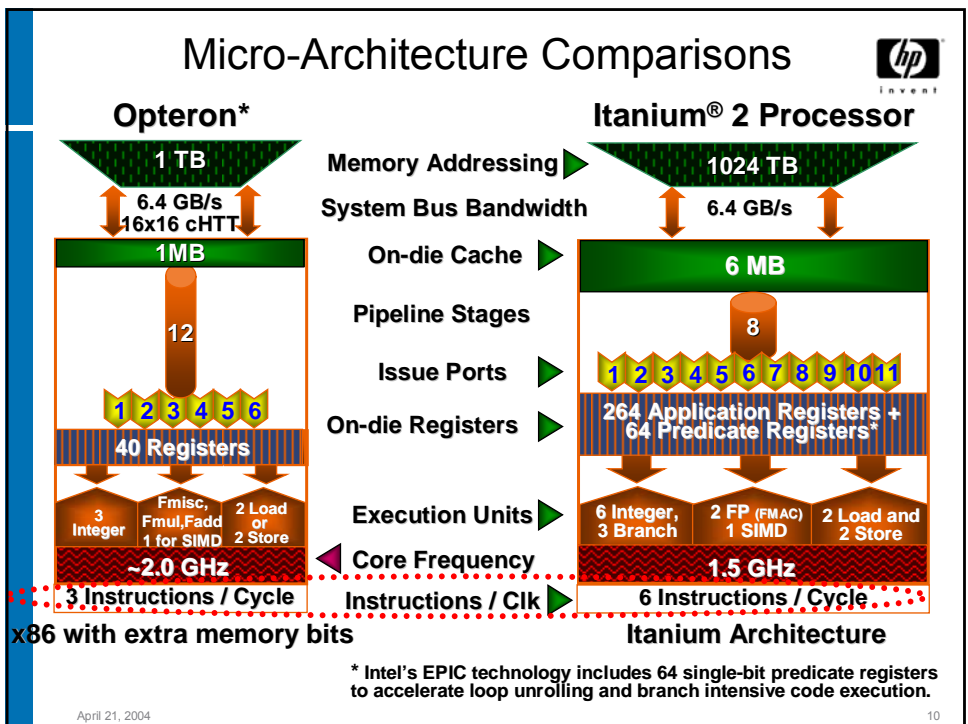 Micro-Architecture Comparisons
hp
invent
Opteron*
Itanium® 2 Processor
1 TB
Memory Addressing
1024 TB
6.4 GB/s
16x16 cHTT
System Bus Bandwidth
6.4 GB/s
1MB
On-die Cache
6 MB
12
Pipeline Stages
8
1 2 3 4 5 6
Issue Ports
1 2 3 4 5 6 7 8 9 10 11
40 Registers
On-die Registers
264 Application Registers +
64 Predicate Registers*
3
Integer
Fmisc,
Fmul,Fadd
1 for SIMD
2 Load
or
2 Store
Execution Units
6 Integer,
3 Branch
2 FP (FMAC)
1 SIMD
2 Load and
2 Store
~2.0 GHz
Core Frequency
1.5 GHz
3 Instructions / Cycle
Instructions / Clk
6 Instructions / Cycle
x86 with extra memory bits
Itanium Architecture
* Intel's EPIC technology includes 64 single-bit predicate registers
to accelerate loop unrolling and branch intensive code execution.
April 21, 2004
10